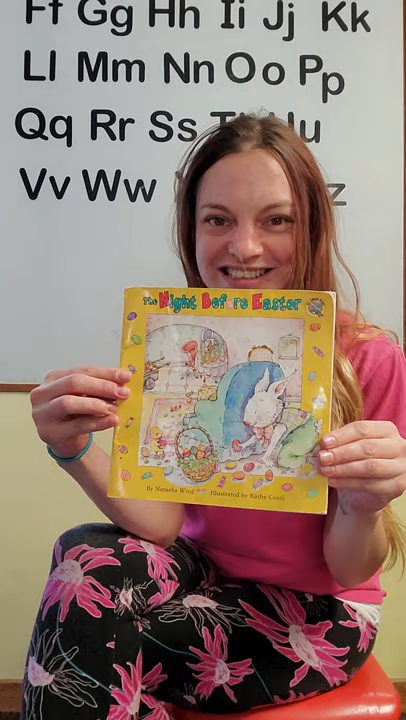 Ff Gg Hh Ii Jj Kk
Ll Mm Nn Oo Pp
Qq Rr Ss T Uu
Vv Ww z
The Night Before Easter
By Natasha Wing Illustrated by Kathy Couri